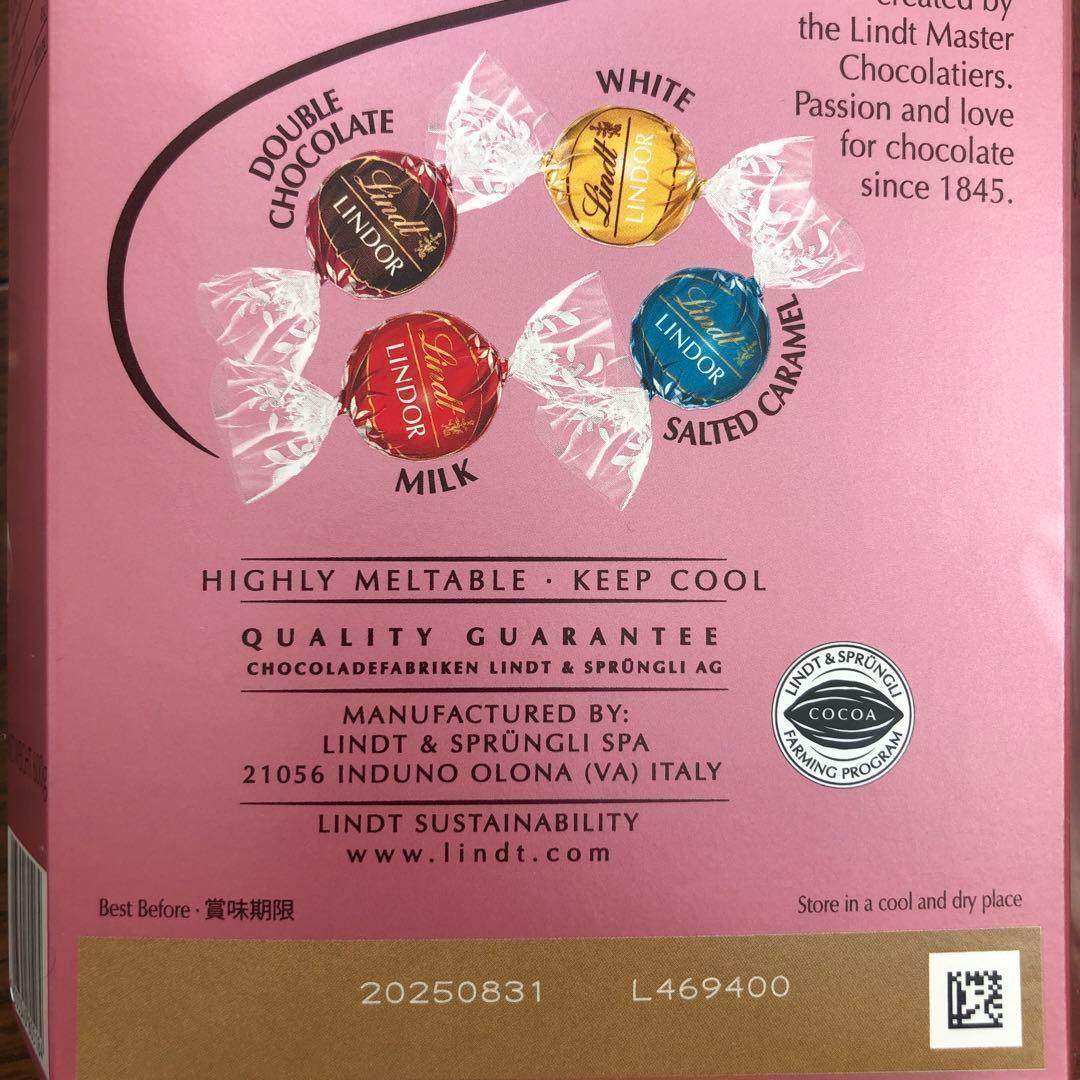 created by
the Lindt Master
Chocolatiers.
Passion and love
for chocolate
since 1845.
DOUBLE
CHOCOLATE
WHITE
Lindt
LINDOR
Lindt
LINDOR
Lindt
LINDOR
Lindt
LINDOR
SALTED CARAMEL
MILK
HIGHLY MELTABLE · KEEP COOL
QUALITY GUARANTEE
CHOCOLADEFABRIKEN LINDT & SPRÜNGLI AG
MANUFACTURED BY:
LINDT & SPRÜNGLI SPA
21056 INDUNO OLONA (VA) ITALY
LINDT & SPRÜNGLI
COCOA
FARMING PROGRAM
LINDT SUSTAINABILITY
www.lindt.com
Best Before · 賞味期限
Store in a cool and dry place
20250831 L469400